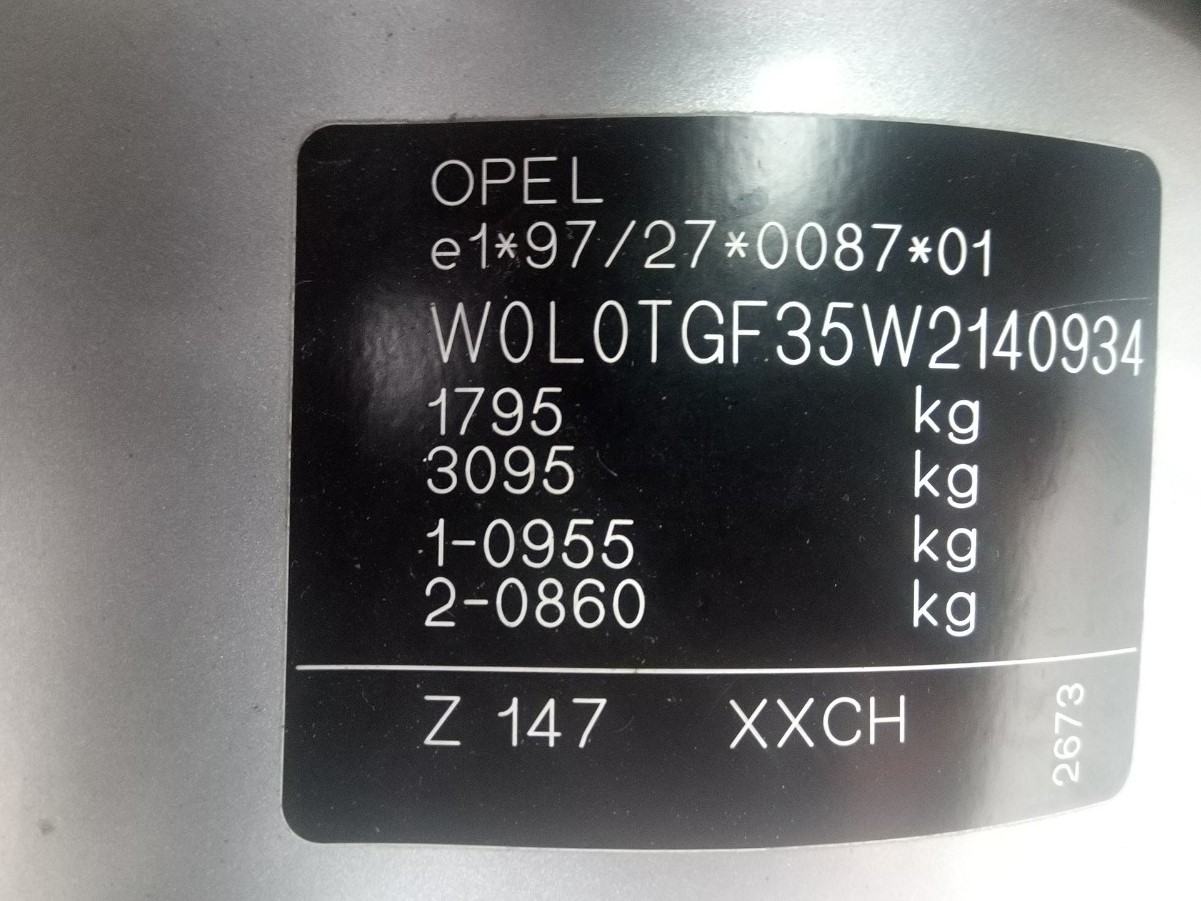 OPEL
e1*97/27*0087*01
W0L0TGF35W2140934
1795 kg
3095 kg
1-0955 kg
2-0860 kg
Z 147 XXCH
2673